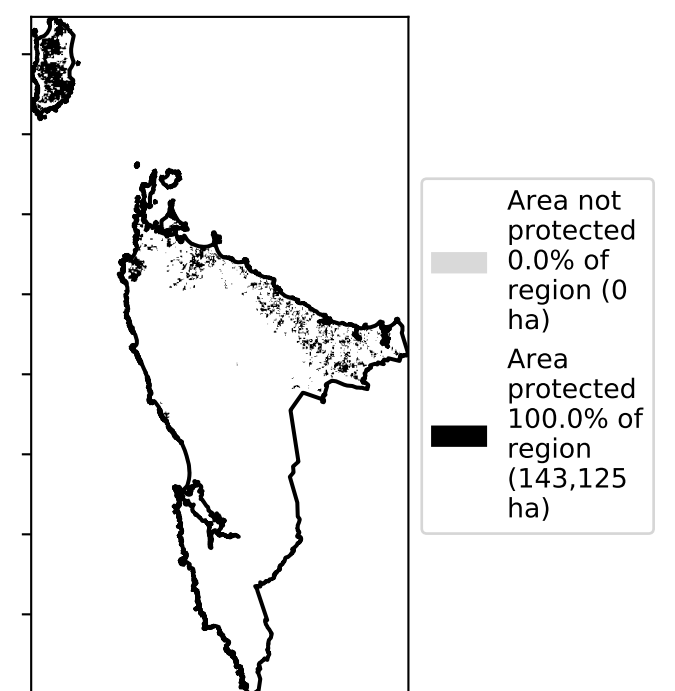 Area not
protected
0.0% of
region (0
ha)
Area
protected
100.0% of
region
(143,125
ha)